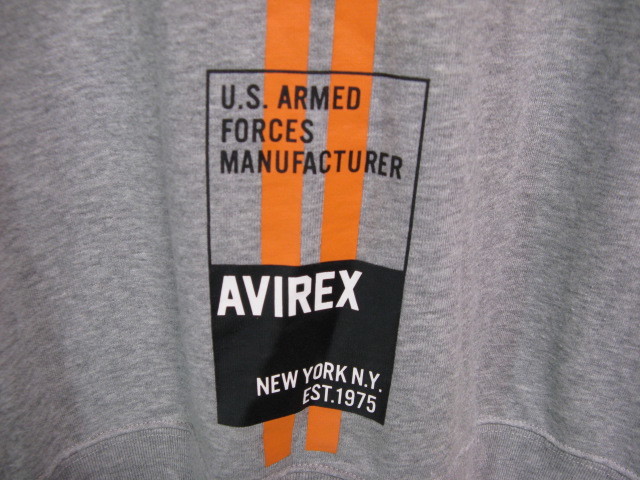 U.S. ARMED
FORCES
MANUFACTURER
AVIREX
NEW YORK N.Y.
EST.1975